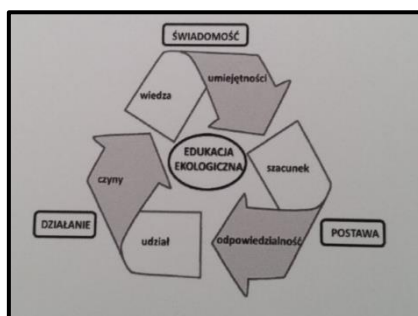 ŚWIADOMOŚĆ
wiedza
umiejętności
EDUKACJA
EKOLOGICZNA
szacunek
czyny
odpowiedzialność
udział
DZIAŁANIE
POSTAWA